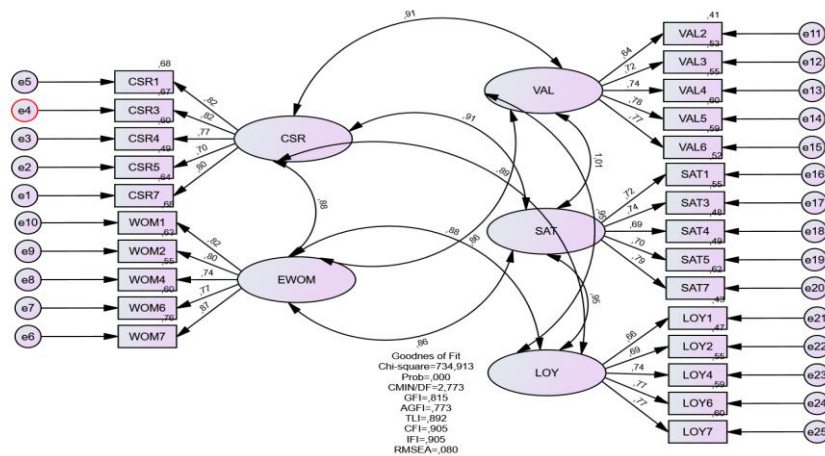 ,91
,41
VAL2
e11
,53
,68
,64
VAL3
e12
e5
CSR1
VAL
,72
,55
,67
,82
,74
VAL4
e13
e4
CSR3
,78
,60
,60
,82
,91
VAL5
e14
e3
CSR4
,77
CSR
,77
,59
,49
,70
VAL6
e15
e2
CSR5
1,01
,52
,64
,80
,89
SAT1
e16
e1
CSR7
,72
,55
,68
,88
,95
,74
SAT3
e17
e10
WOM1
,48
,63
,82
,88
SAT
,69
SAT4
e18
e9
WOM2
,86
,70
,49
,55
,80
SAT5
e19
e8
WOM4
,74
EWOM
,79
,62
,60
,77
,95
SAT7
e20
e7
WOM6
,43
,76
,87
LOY1
e21
e6
WOM7
,66
,47
,86
,69
LOY2
e22
Goodnes of Fit
,55
Chi-square=734,913
LOY
,74
LOY4
e23
Prob=,000
,59
CMIN/DF=2,773
,77
LOY6
e24
GFI=,815
,77
,60
AGFI=,773
LOY7
e25
TLI=,892
CFI=,905
IFI=,905
RMSEA=,080